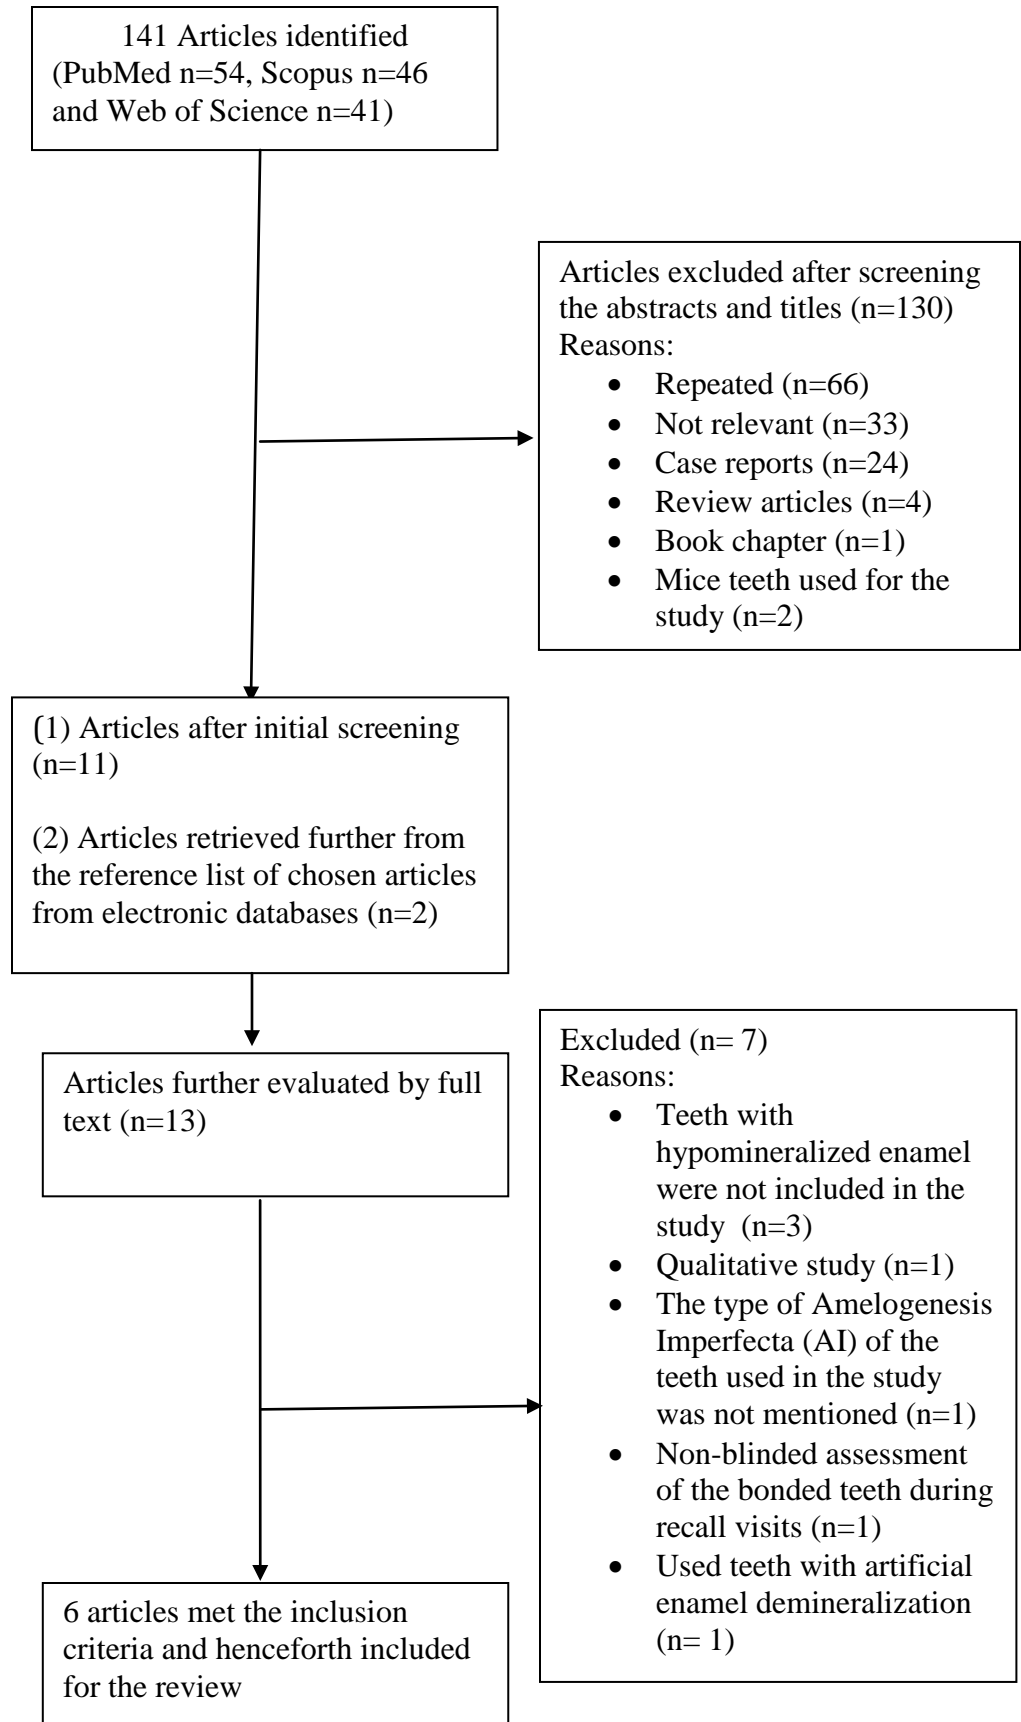 141 Articles identified
(PubMed n=54, Scopus n=46
and Web of Science n=41)
Articles excluded after screening
the abstracts and titles (n=130)
Reasons:
• Repeated (n=66)
• Not relevant (n=33)
• Case reports (n=24)
• Review articles (n=4)
• Book chapter (n=1)
• Mice teeth used for the
study (n=2)
(1) Articles after initial screening
(n=11)
(2) Articles retrieved further from
the reference list of chosen articles
from electronic databases (n=2)
Articles further evaluated by full
text (n=13)
Excluded (n= 7)
Reasons:
• Teeth with
hypomineralized enamel
were not included in the
study (n=3)
• Qualitative study (n=1)
• The type of Amelogenesis
Imperfecta (AI) of the
teeth used in the study
was not mentioned (n=1)
• Non-blinded assessment
of the bonded teeth during
recall visits (n=1)
• Used teeth with artificial
enamel demineralization
(n= 1)
6 articles met the inclusion
criteria and henceforth included
for the review